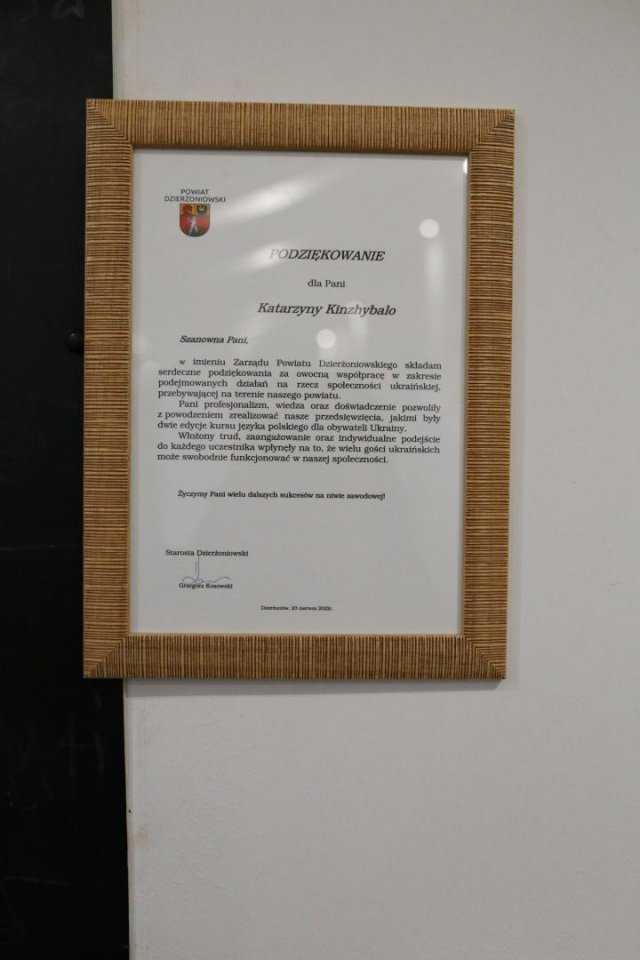 POWIAT
DZIERŻONIOWSKI
PODZIĘKOWANIE
dla Pani
Katarzyny Kinzhybalo
Szanowna Pani,
w imieniu Zarządu Powiatu Dzierżoniowskiego składam
serdeczne podziękowania za owocną współpracę w zakresie
podejmowanych działań na rzecz społeczności ukraińskiej,
przebywającej na terenie naszego powiatu.
Pani profesjonalizm, wiedza oraz doświadczenie pozwoliły
z powodzeniem zrealizować nasze przedsięwzięcia, jakimi były
dwie edycje kursu języka polskiego dla obywateli Ukrainy.
Włożony trud, zaangażowanie oraz indywidualne podejście
do każdego uczestnika wpłynęły na to, że wielu gości ukraińskich
może swobodnie funkcjonować w naszej społeczności.
Życzymy Pani wielu dalszych sukcesów na niwie zawodowej!
Starosta Dzierżoniowski
Grzegorz Kosowski
Dzierżoniów, 23 czerwca 2022r.